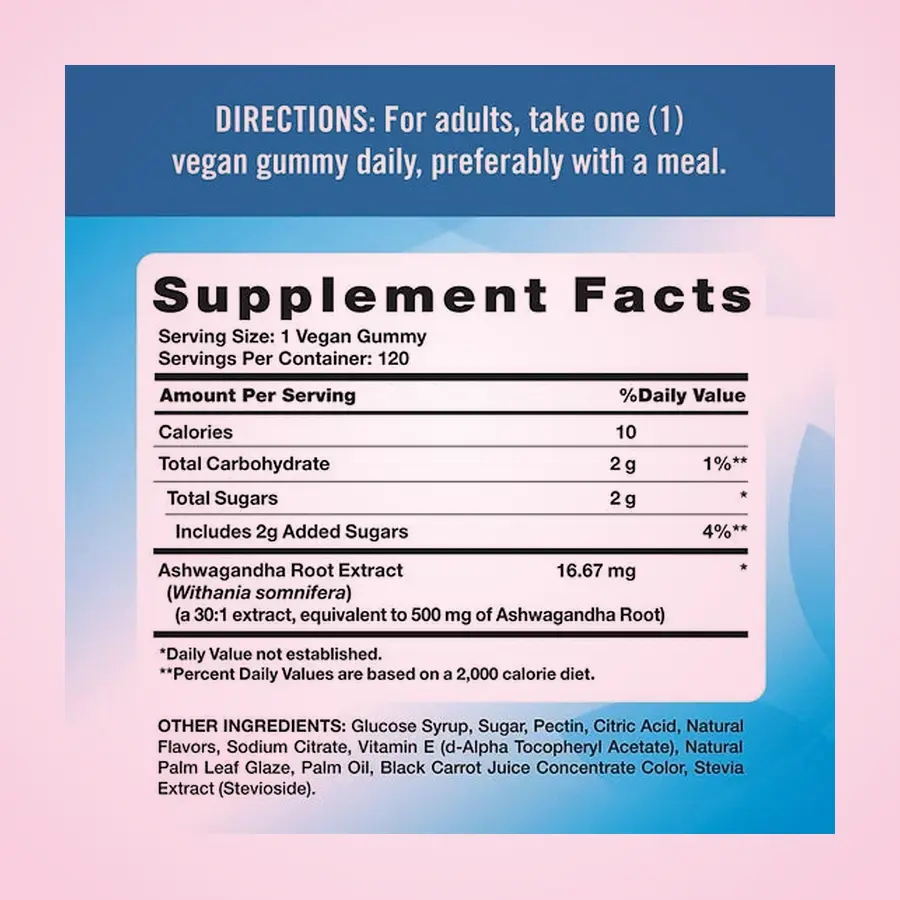 DIRECTIONS: For adults, take one (1)
vegan gummy daily, preferably with a meal.
Supplement Facts
Serving Size: 1 Vegan Gummy
Servings Per Container: 120
Amount Per Serving %Daily Value
Calories 10
Total Carbohydrate 2 g 1%**
Total Sugars 2 g *
Includes 2g Added Sugars 4%**
Ashwagandha Root Extract 16.67 mg *
(Withania somnifera)
(a 30:1 extract, equivalent to 500 mg of Ashwagandha Root)
*Daily Value not established.
**Percent Daily Values are based on a 2,000 calorie diet.
OTHER INGREDIENTS: Glucose Syrup, Sugar, Pectin, Citric Acid, Natural
Flavors, Sodium Citrate, Vitamin E (d-Alpha Tocopheryl Acetate), Natural
Palm Leaf Glaze, Palm Oil, Black Carrot Juice Concentrate Color, Stevia
Extract (Stevioside).